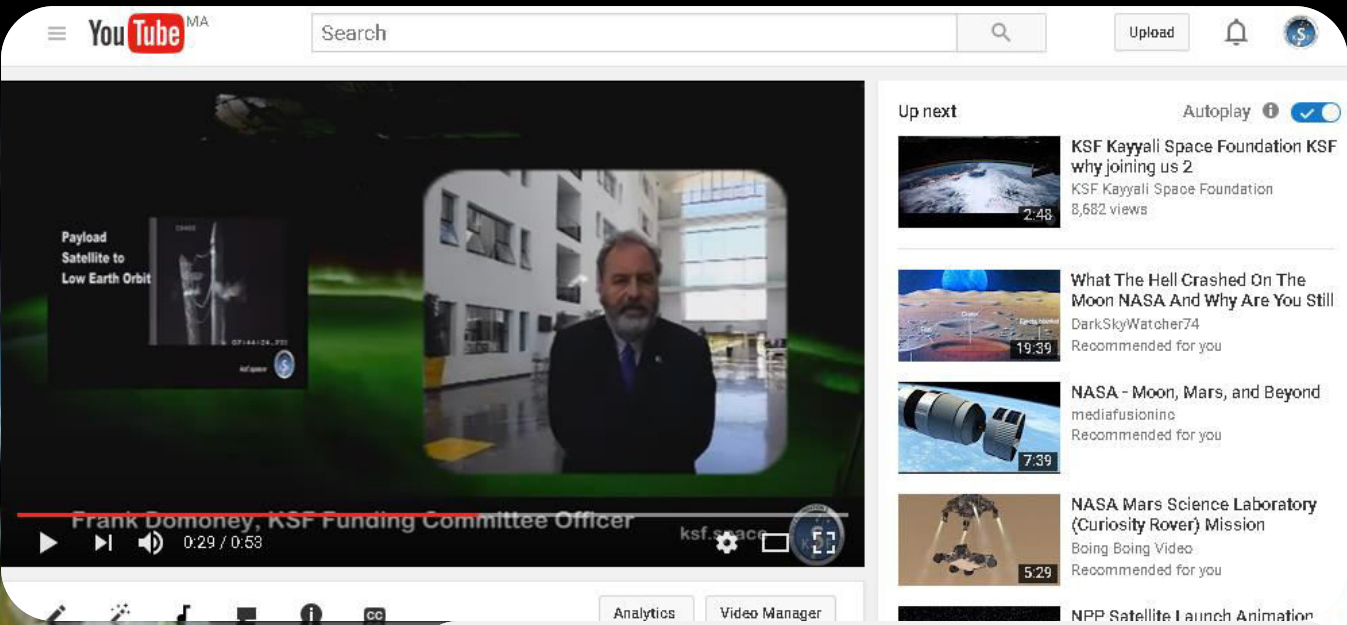 YouTube MA
Search
Upload
Payload
Satellite to
Low Earth Orbit
Frank Domoney, KSF Funding Committee Officer
ksf.space
0:29 / 0:53
CC
Analytics
Video Manager
Up next
Autoplay
KSF Kayyali Space Foundation KSF
why joining us 2
KSF Kayyali Space Foundation
8,682 views
2:48
What The Hell Crashed On The
Moon NASA And Why Are You Still
DarkSkyWatcher74
Recommended for you
19:39
NASA - Moon, Mars, and Beyond
mediafusioninc
Recommended for you
7:39
NASA Mars Science Laboratory
(Curiosity Rover) Mission
Boing Boing Video
Recommended for you
5:29
NPP Satellite Launch Animation